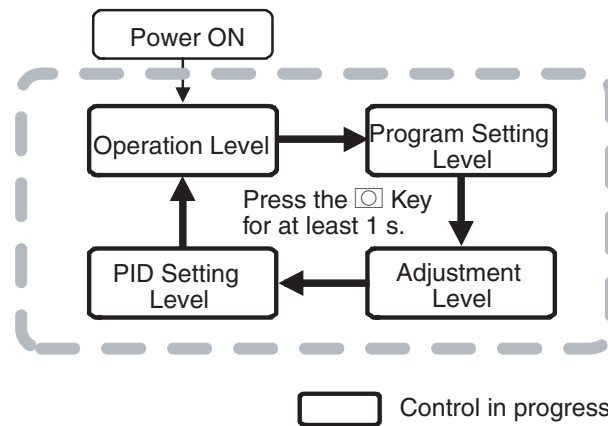 Power ON
Operation Level
Program Setting
Level
Press the Key
for at least 1 s.
PID Setting
Level
Adjustment
Level
Control in progress